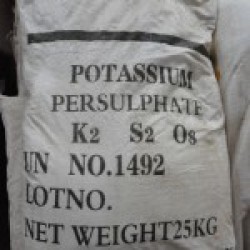 POTASSIUM
PERSULPHATE
K2 S2 O8
UN NO.1492
LOTNO.
NET WEIGHT25KG